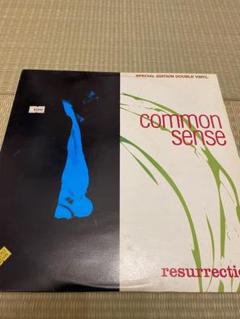 SPECIAL EDITION DOUBLE VINYL
common
sense
resurrectio